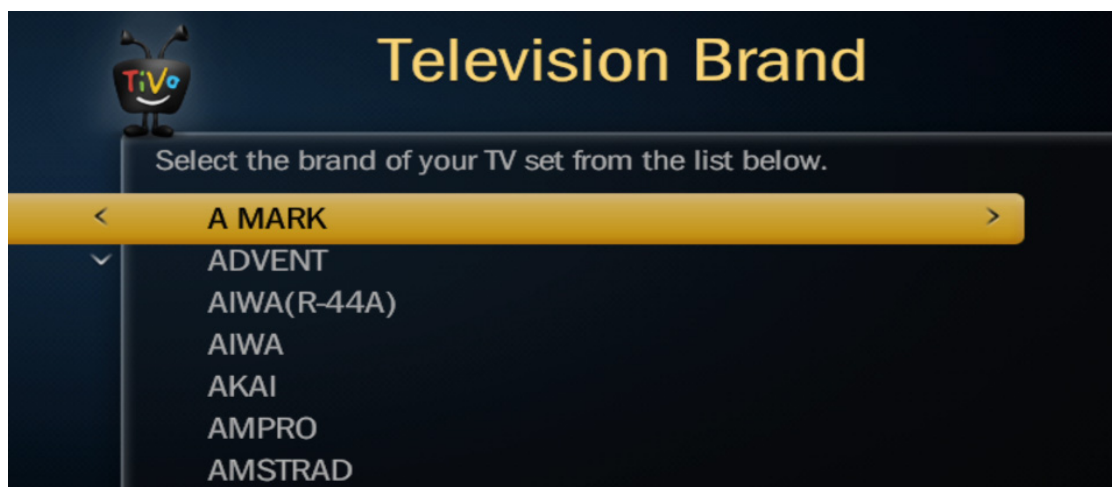 TiVo
Television Brand
Select the brand of your TV set from the list below.
< A MARK >
ADVENT
AIWA(R-44A)
AIWA
AKAI
AMPRO
AMSTRAD